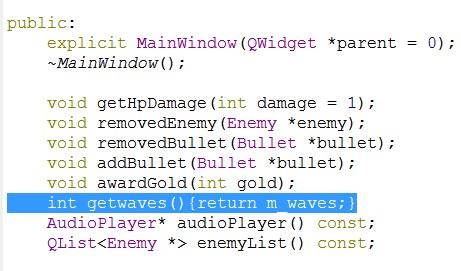 public:
    explicit MainWindow(QWidget *parent = 0);
    ~MainWindow();

    void getHpDamage(int damage = 1);
    void removedEnemy(Enemy *enemy);
    void removedBullet(Bullet *bullet);
    void addBullet(Bullet *bullet);
    void awardGold(int gold);
    int getwaves(){return m_waves;}
    AudioPlayer* audioPlayer() const;
    QList<Enemy *> enemyList() const;